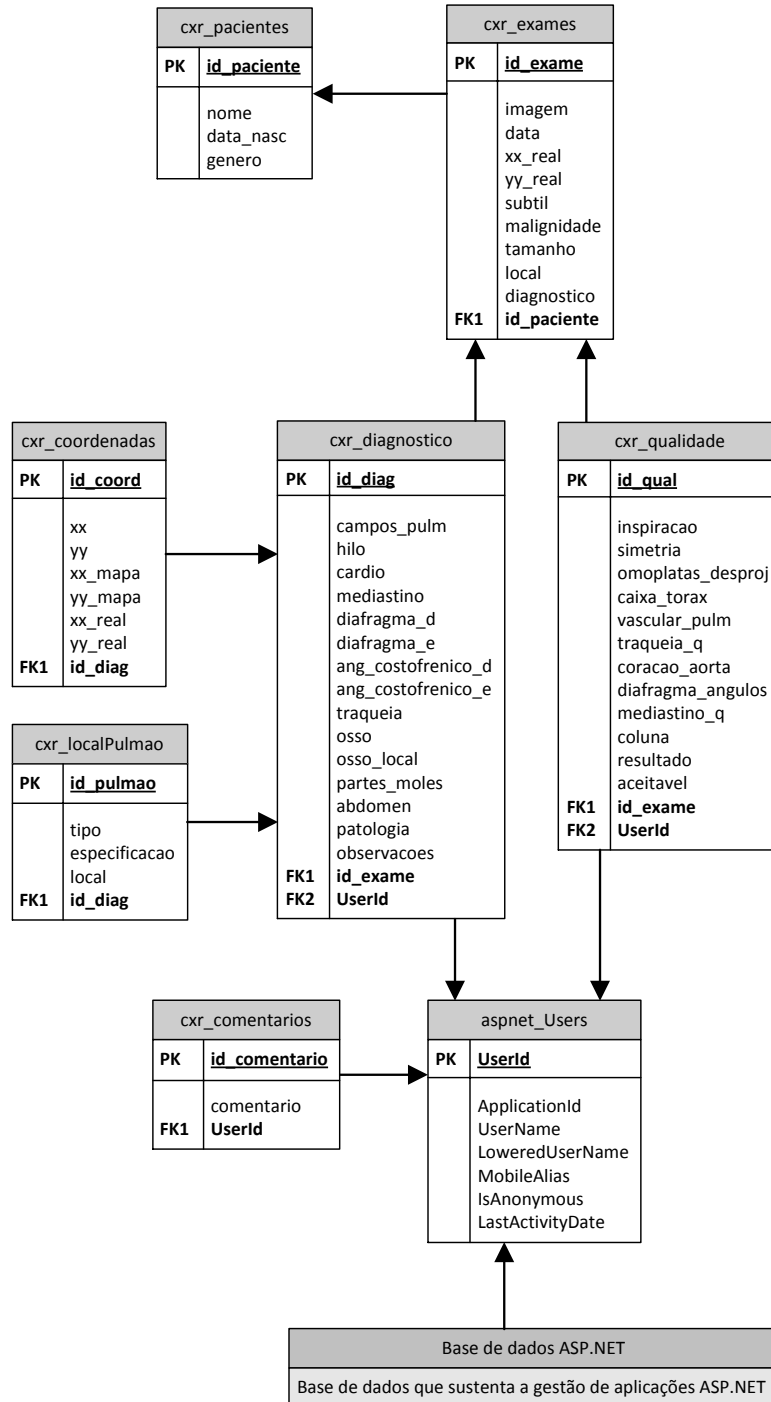 cxr_pacientes
PK id_paciente
nome
data_nasc
genero
cxr_exames
PK id_exame
imagem
data
xx_real
yy_real
subtil
malignidade
tamanho
local
diagnostico
FK1 id_paciente
cxr_coordenadas
PK id_coord
xx
yy
xx_mapa
yy_mapa
xx_real
yy_real
FK1 id_diag
cxr_diagnostico
PK id_diag
campos_pulm
hilo
cardio
mediastino
diafragma_d
diafragma_e
ang_costofrenico_d
ang_costofrenico_e
traqueia
osso
osso_local
partes_moles
abdomen
patologia
observacoes
FK1 id_exame
FK2 UserId
cxr_qualidade
PK id_qual
inspiracao
simetria
omoplatas_desproj
caixa_torax
vascular_pulm
traqueia_q
coracao_aorta
diafragma_angulos
mediastino_q
coluna
resultado
aceitavel
FK1 id_exame
FK2 UserId
cxr_localPulmao
PK id_pulmao
tipo
especificacao
local
FK1 id_diag
cxr_comentarios
PK id_comentario
comentario
FK1 UserId
aspnet_Users
PK UserId
ApplicationId
UserName
LoweredUserName
MobileAlias
IsAnonymous
LastActivityDate
Base de dados ASP.NET
Base de dados que sustenta a gestão de aplicações ASP.NET